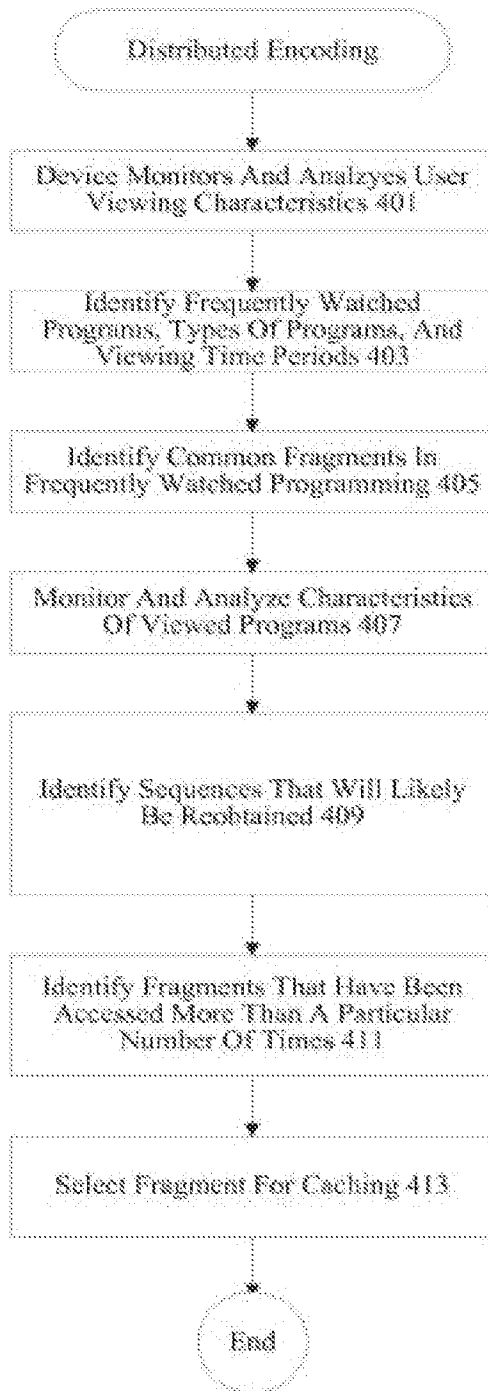 Distributed Encoding
Device Monitors And Analzyes User
Viewing Characteristics 401
Identify Frequently Watched
Programs, Types Of Programs, And
Viewing Time Periods 403
Identify Common Fragments In
Frequently Watched Programming 405
Monitor And Analyze Characteristics
Of Viewed Programs 407
Identify Sequences That Will Likely
Be Reobtained 409
Identify Fragments That Have Been
Accessed More Than A Particular
Number Of Times 411
Select Fragment For Caching 413
End